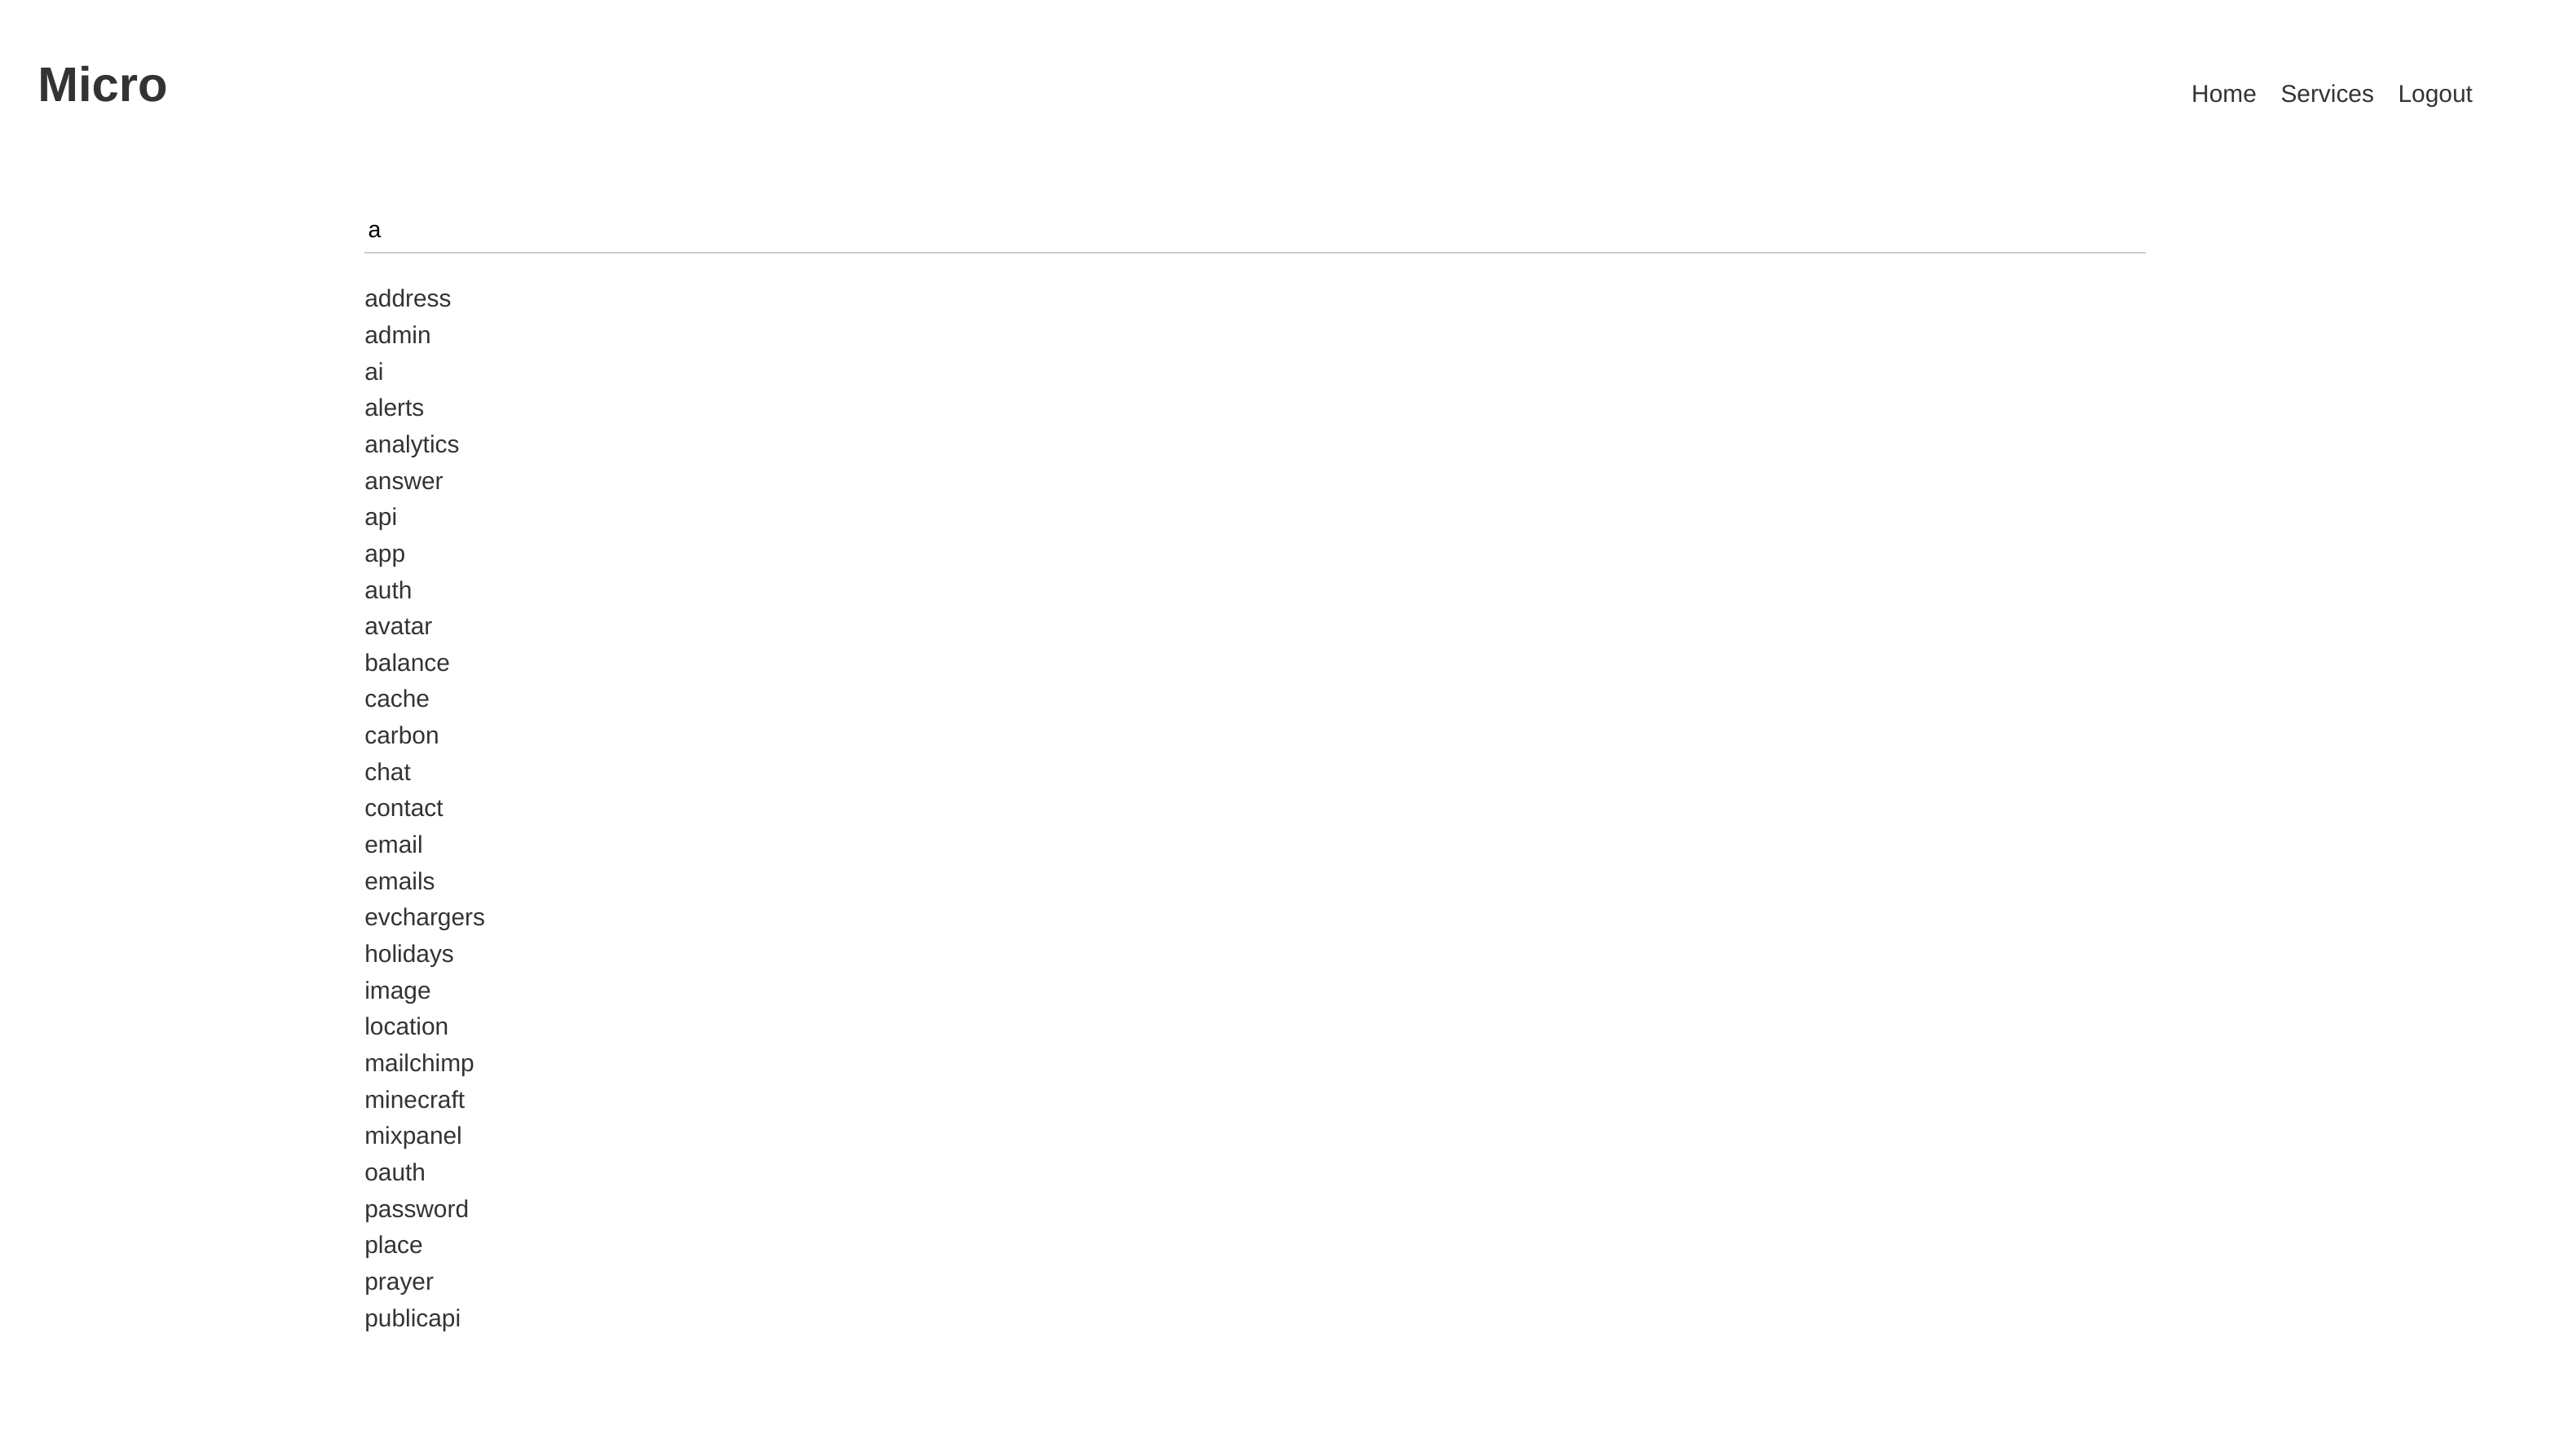 Micro
Home Services Logout
a
address
admin
ai
alerts
analytics
answer
api
app
auth
avatar
balance
cache
carbon
chat
contact
email
emails
evchargers
holidays
image
location
mailchimp
minecraft
mixpanel
oauth
password
place
prayer
publicapi